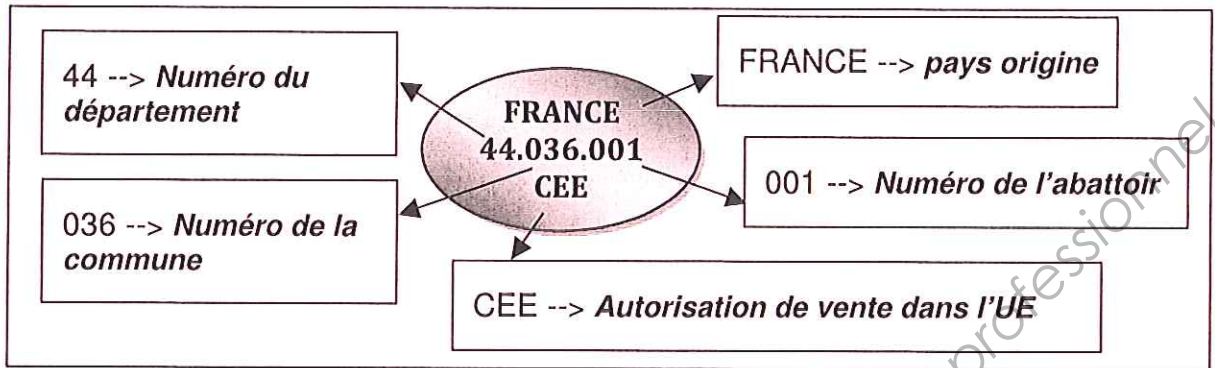 44 --> Numéro du
département
FRANCE --> pays origine
FRANCE
44.036.001
CEE
036 --> Numéro de la
commune
001 --> Numéro de l'abattoir
CEE --> Autorisation de vente dans l'UE
professionnel